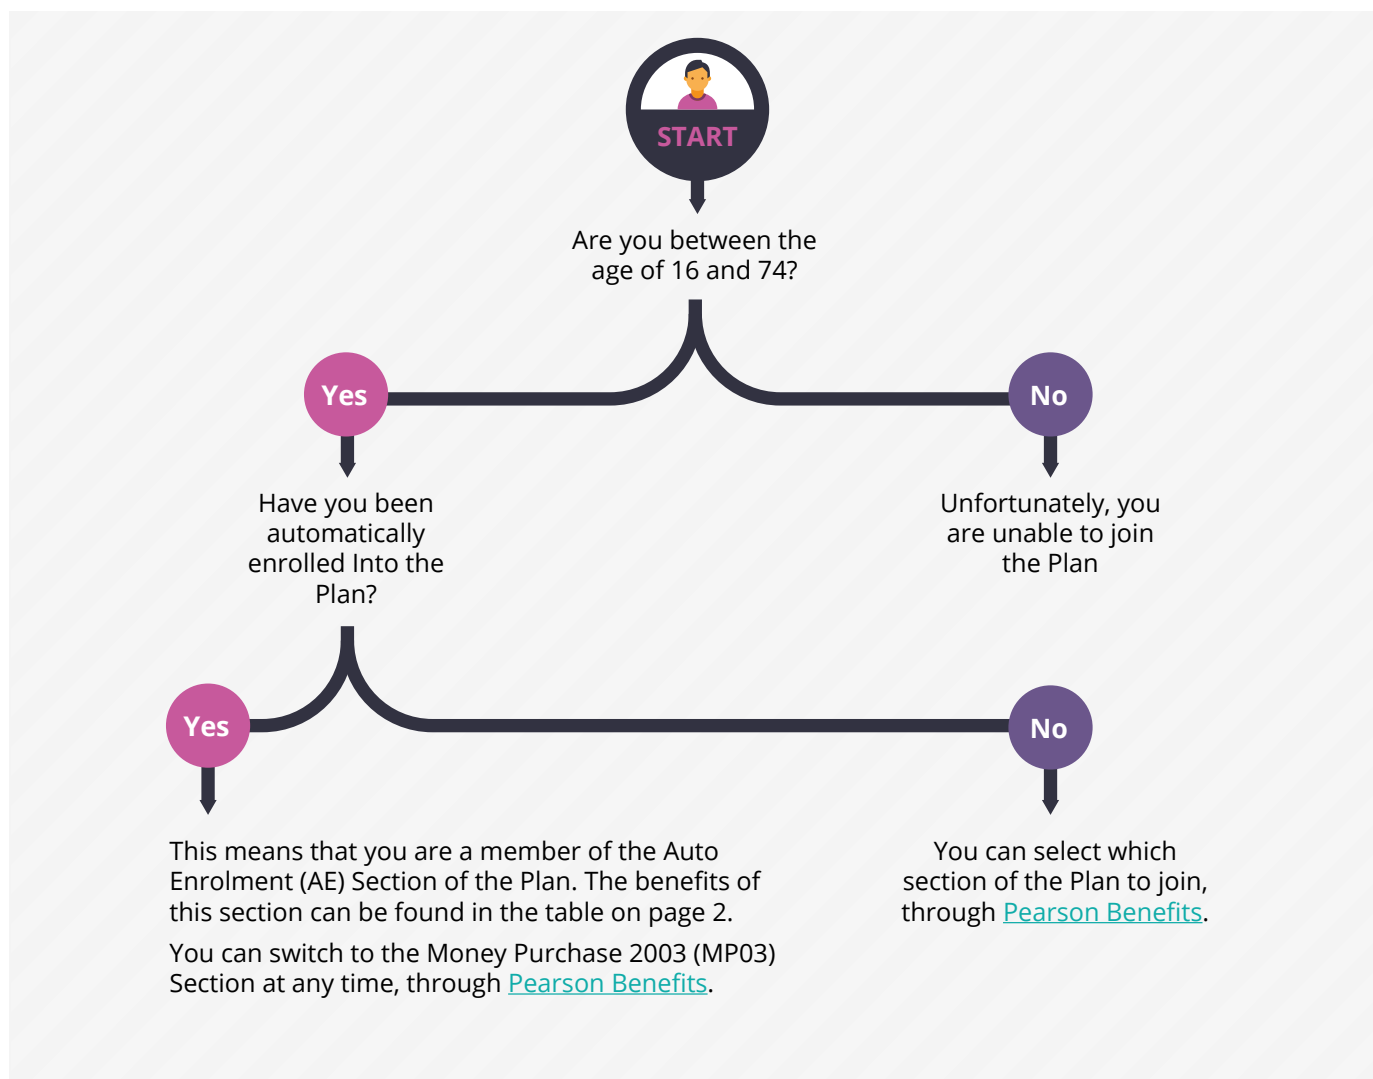 START
Are you between the
age of 16 and 74?
Yes
No
Have you been
automatically
enrolled Into the
Plan?
Unfortunately, you
are unable to join
the Plan
Yes
No
This means that you are a member of the Auto
Enrolment (AE) Section of the Plan. The benefits of
this section can be found in the table on page 2.
You can switch to the Money Purchase 2003 (MP03)
Section at any time, through Pearson Benefits.
You can select which
section of the Plan to join,
through Pearson Benefits.